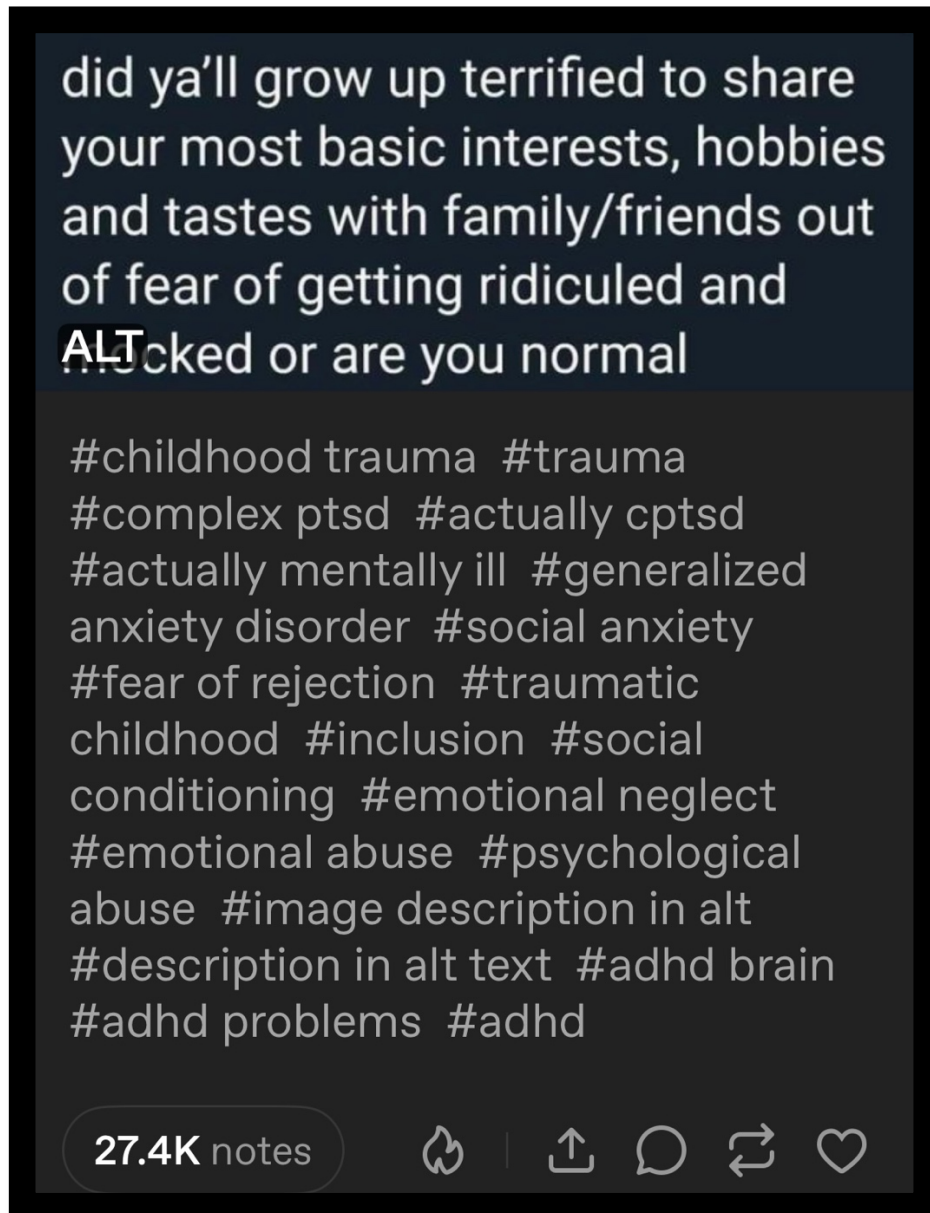 did ya'll grow up terrified to share
your most basic interests, hobbies
and tastes with family/friends out
of fear of getting ridiculed and
ALT cked or are you normal
#childhood trauma #trauma
#complex ptsd #actually cptsd
#actually mentally ill #generalized
anxiety disorder #social anxiety
#fear of rejection #traumatic
childhood #inclusion #social
conditioning #emotional neglect
#emotional abuse #psychological
abuse #image description in alt
#description in alt text #adhd brain
#adhd problems #adhd
27.4K notes